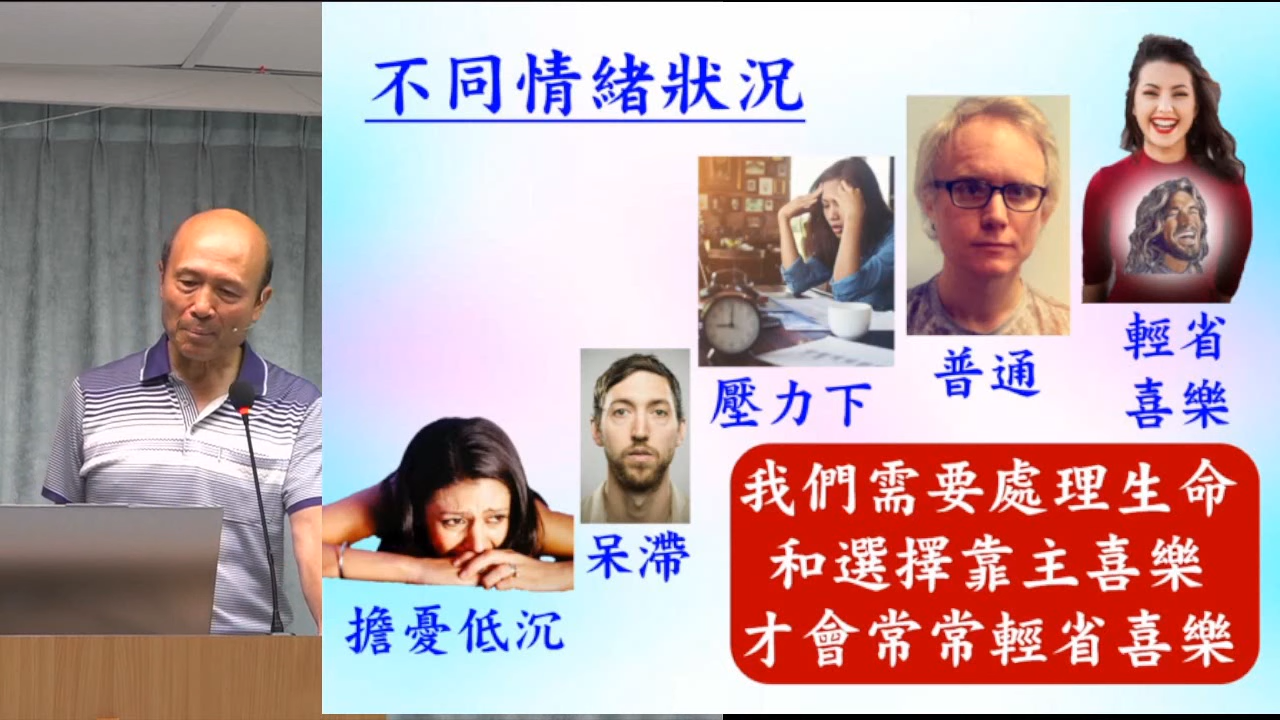 不同情緒狀況
輕省
喜樂
普通
壓力下
呆滯
擔憂低沉
我們需要處理生命
和選擇靠主喜樂
才會常常輕省喜樂